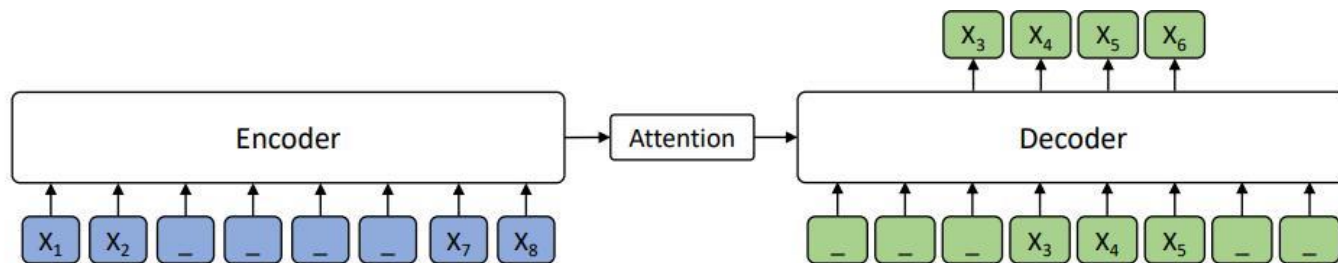 X₃ X₄ X₅ X₆
Encoder Attention Decoder
X₁ X₂ _ _ _ _ X₇ X₈ _ _ _ X₃ X₄ X₅ _ _